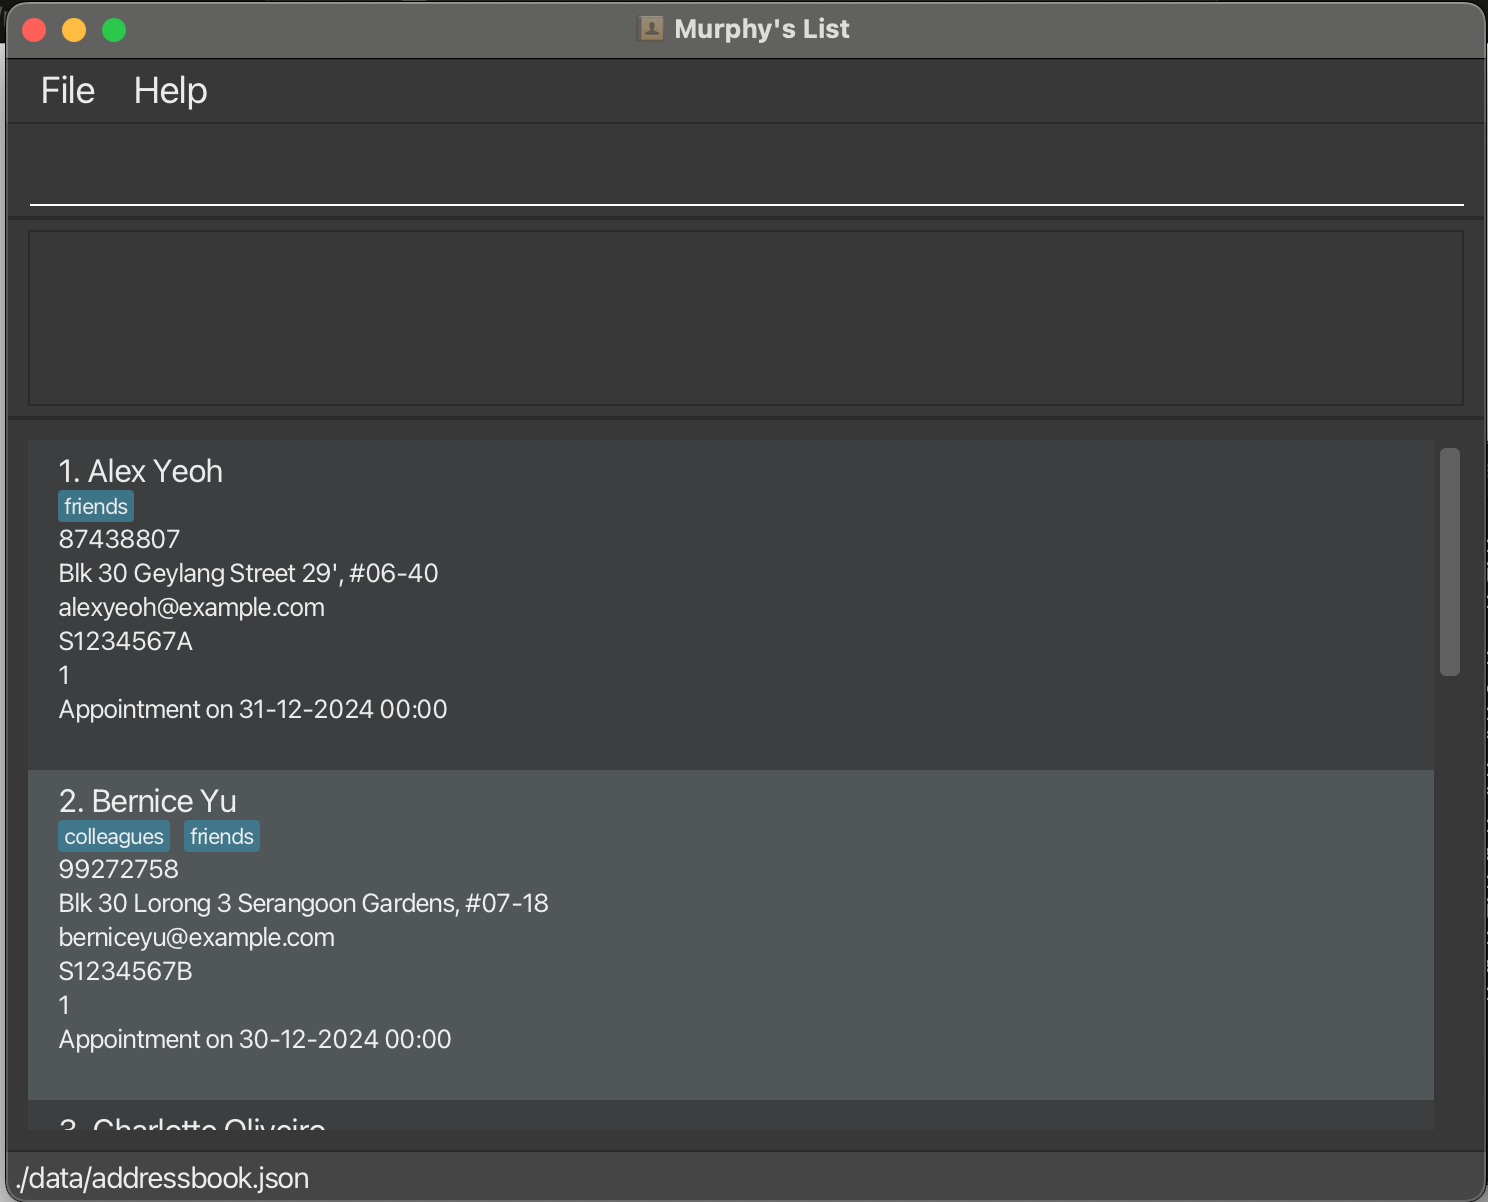 Murphy's List
File Help
1. Alex Yeoh
friends
87438807
Blk 30 Geylang Street 29', #06-40
alexyeoh@example.com
S1234567A
1
Appointment on 31-12-2024 00:00
2. Bernice Yu
colleagues friends
99272758
Blk 30 Lorong 3 Serangoon Gardens, #07-18
berniceyu@example.com
S1234567B
1
Appointment on 30-12-2024 00:00
3. Charlotte Oliveiro
./data/addressbook.json